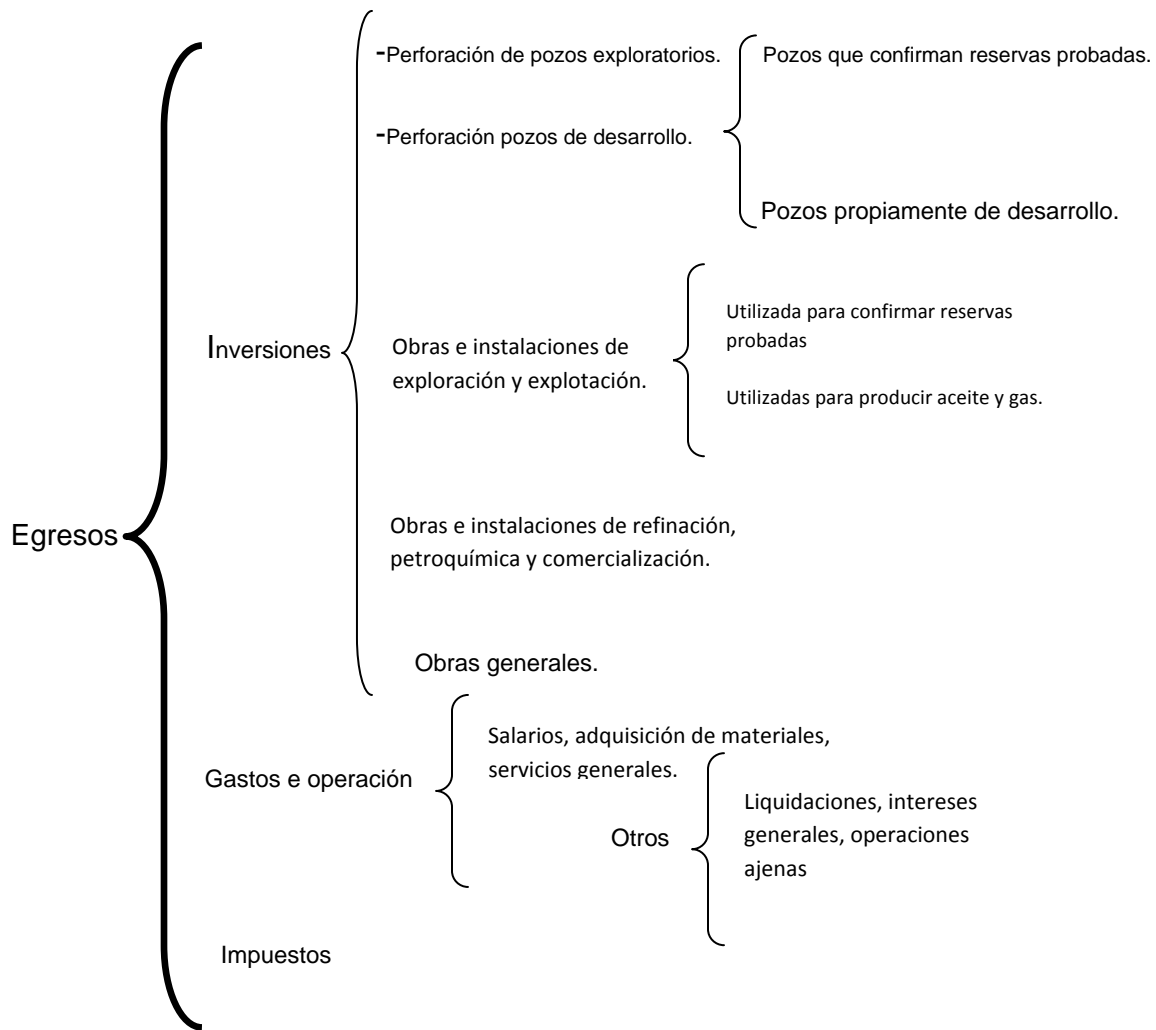 -Perforación de pozos exploratorios.
Pozos que confirman reservas probadas.
-Perforación pozos de desarrollo.
Pozos propiamente de desarrollo.
Inversiones
Obras e instalaciones de
exploración y explotación.
Utilizada para confirmar reservas
probadas
Utilizadas para producir aceite y gas.
Egresos
Obras e instalaciones de refinación,
petroquímica y comercialización.
Obras generales.
Gastos e operación
Salarios, adquisición de materiales,
servicios generales.
Otros
Liquidaciones, intereses
generales, operaciones
ajenas
Impuestos